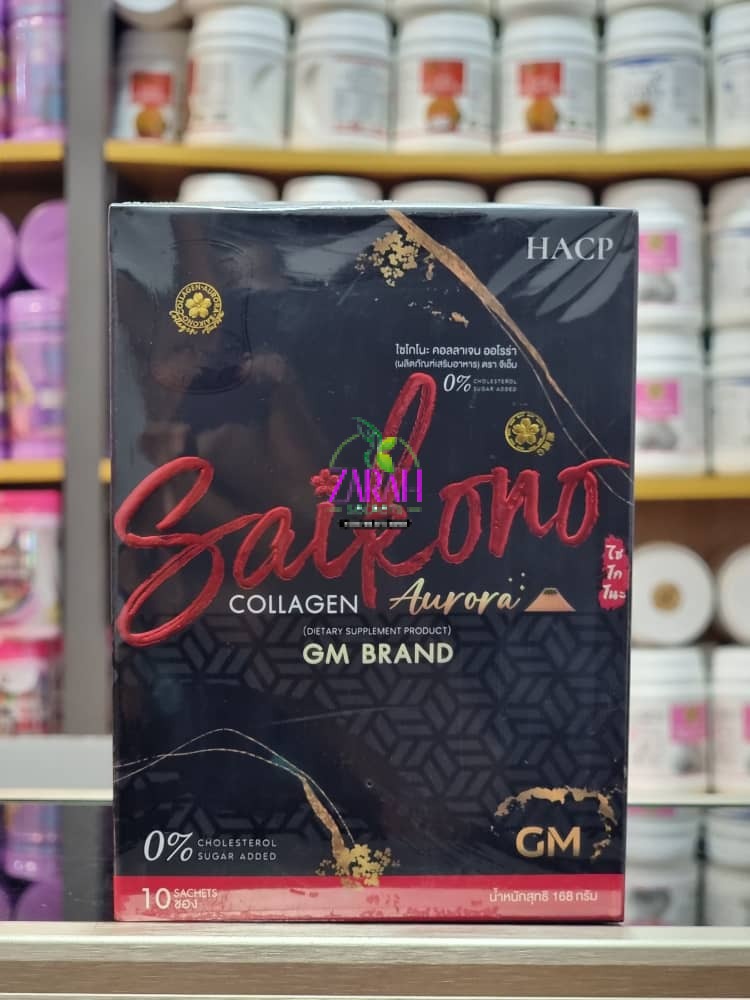 HACP
COLLAGEN•AURORA•SAIKONO
ไซโกโนะ คอลลาเจน ออโรร่า
(ผลิตภัณฑ์เสริมอาหาร) ตรา จีเอ็ม
0% CHOLESTEROL
SUGAR ADDED
ZARAH
Saikono
ไซ
โก
โนะ
COLLAGEN Aurora
(DIETARY SUPPLEMENT PRODUCT)
GM BRAND
0% CHOLESTEROL
SUGAR ADDED
GM
10 SACHETS
ซอง
น้ำหนักสุทธิ 168 กรัม